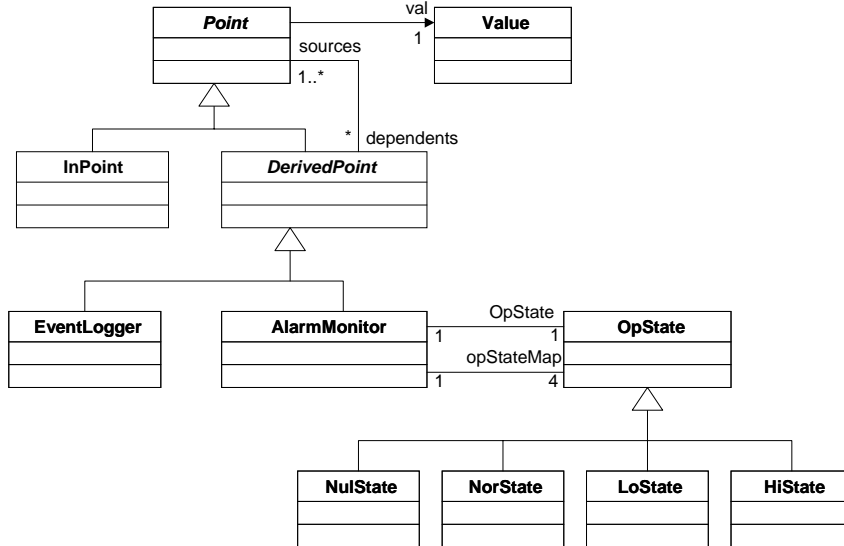 val
Point
Value
sources
1
1..*
* dependents
InPoint
DerivedPoint
OpState
EventLogger
AlarmMonitor
OpState
1
1
opStateMap
1
4
NulState
NorState
LoState
HiState